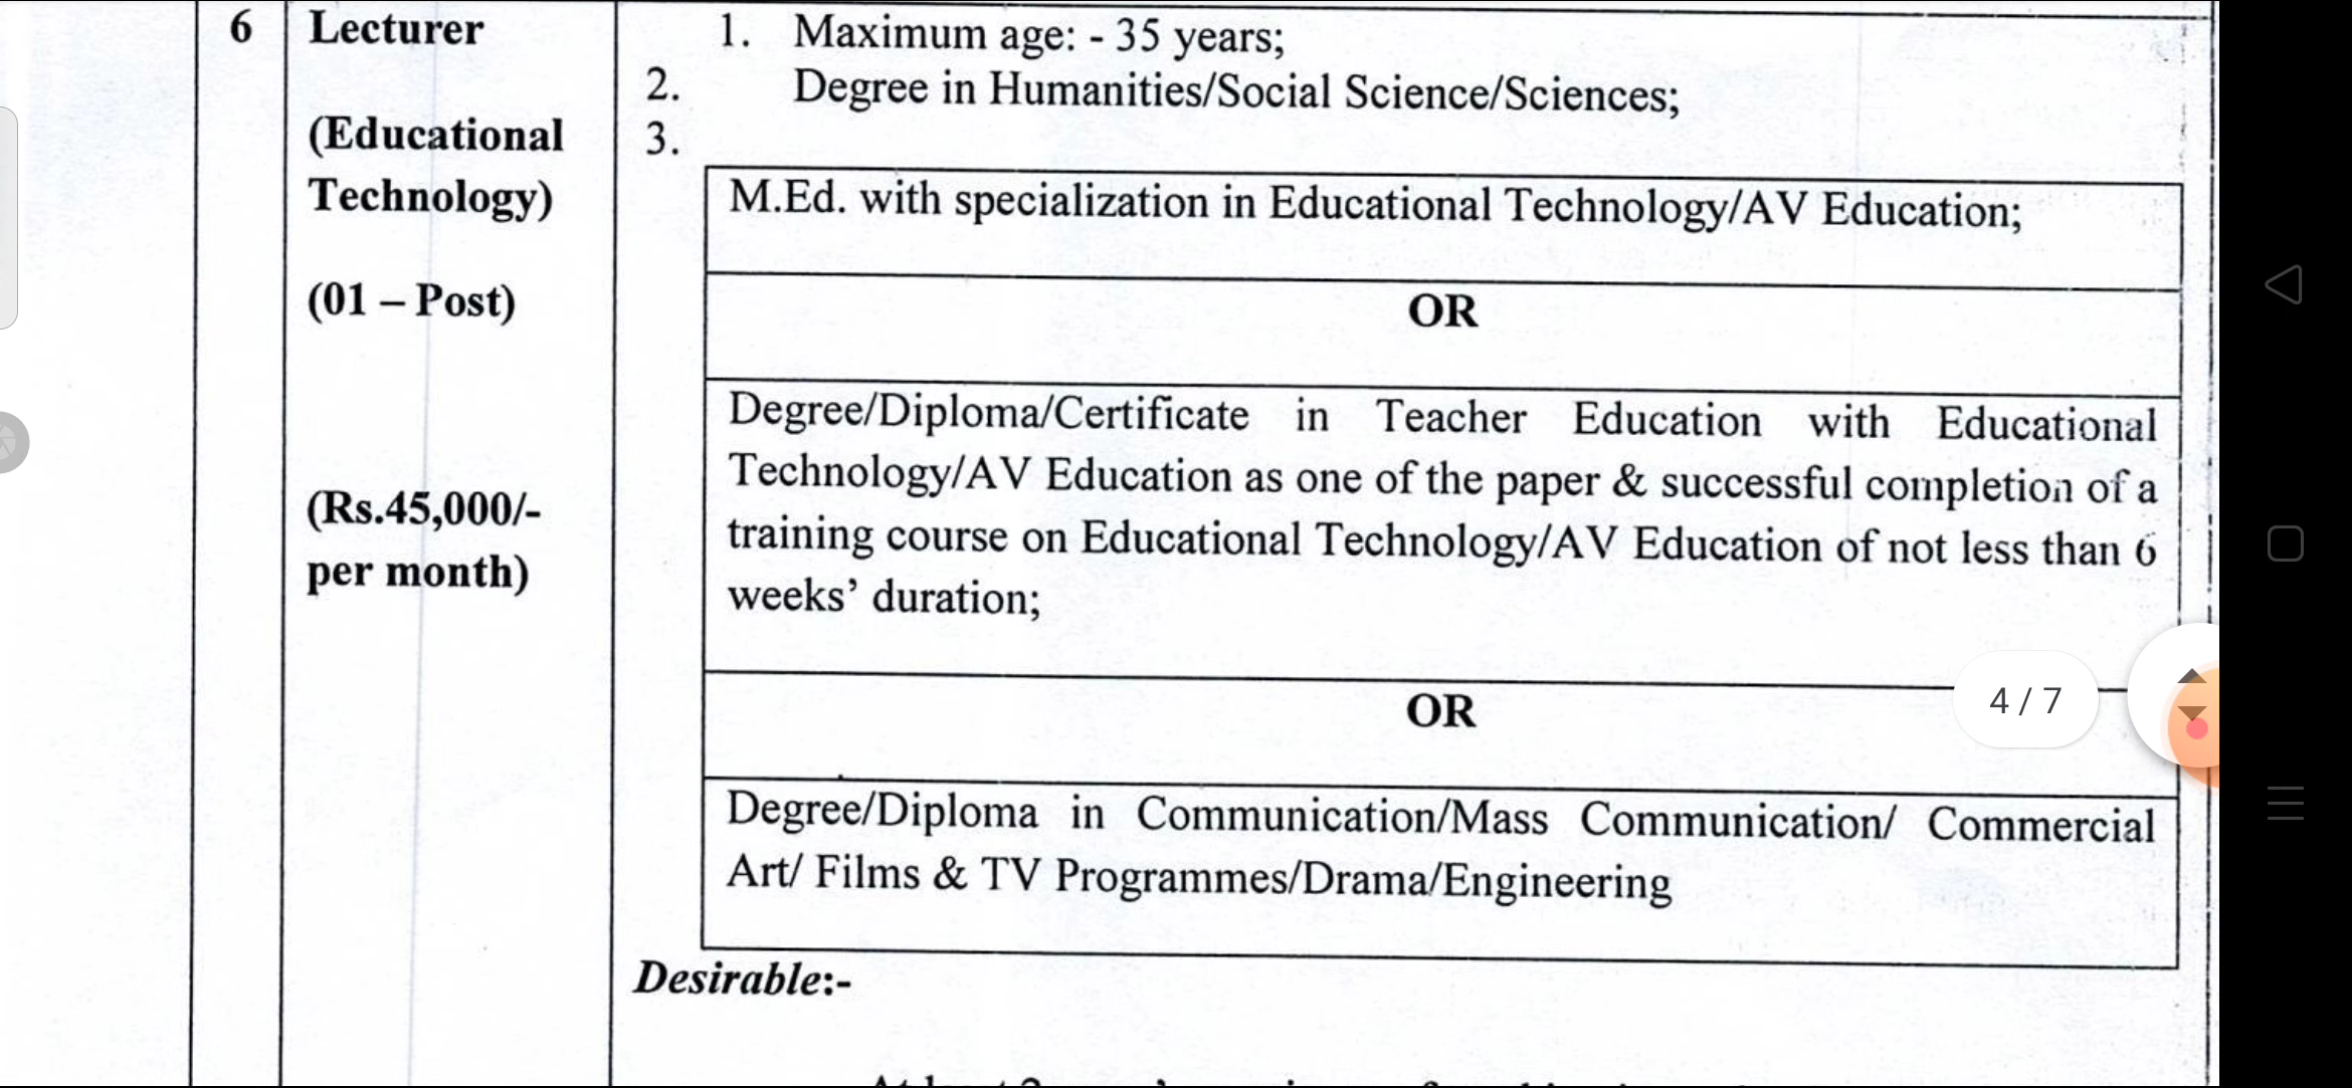 6
Lecturer
(Educational
Technology)
(01 – Post)
(Rs.45,000/-
per month)
1. Maximum age: - 35 years;
2. Degree in Humanities/Social Science/Sciences;
3.
M.Ed. with specialization in Educational Technology/AV Education;
OR
Degree/Diploma/Certificate in Teacher Education with Educational
Technology/AV Education as one of the paper & successful completion of a
training course on Educational Technology/AV Education of not less than 6
weeks’ duration;
OR
Degree/Diploma in Communication/Mass Communication/ Commercial
Art/ Films & TV Programmes/Drama/Engineering
Desirable:-
4 / 7